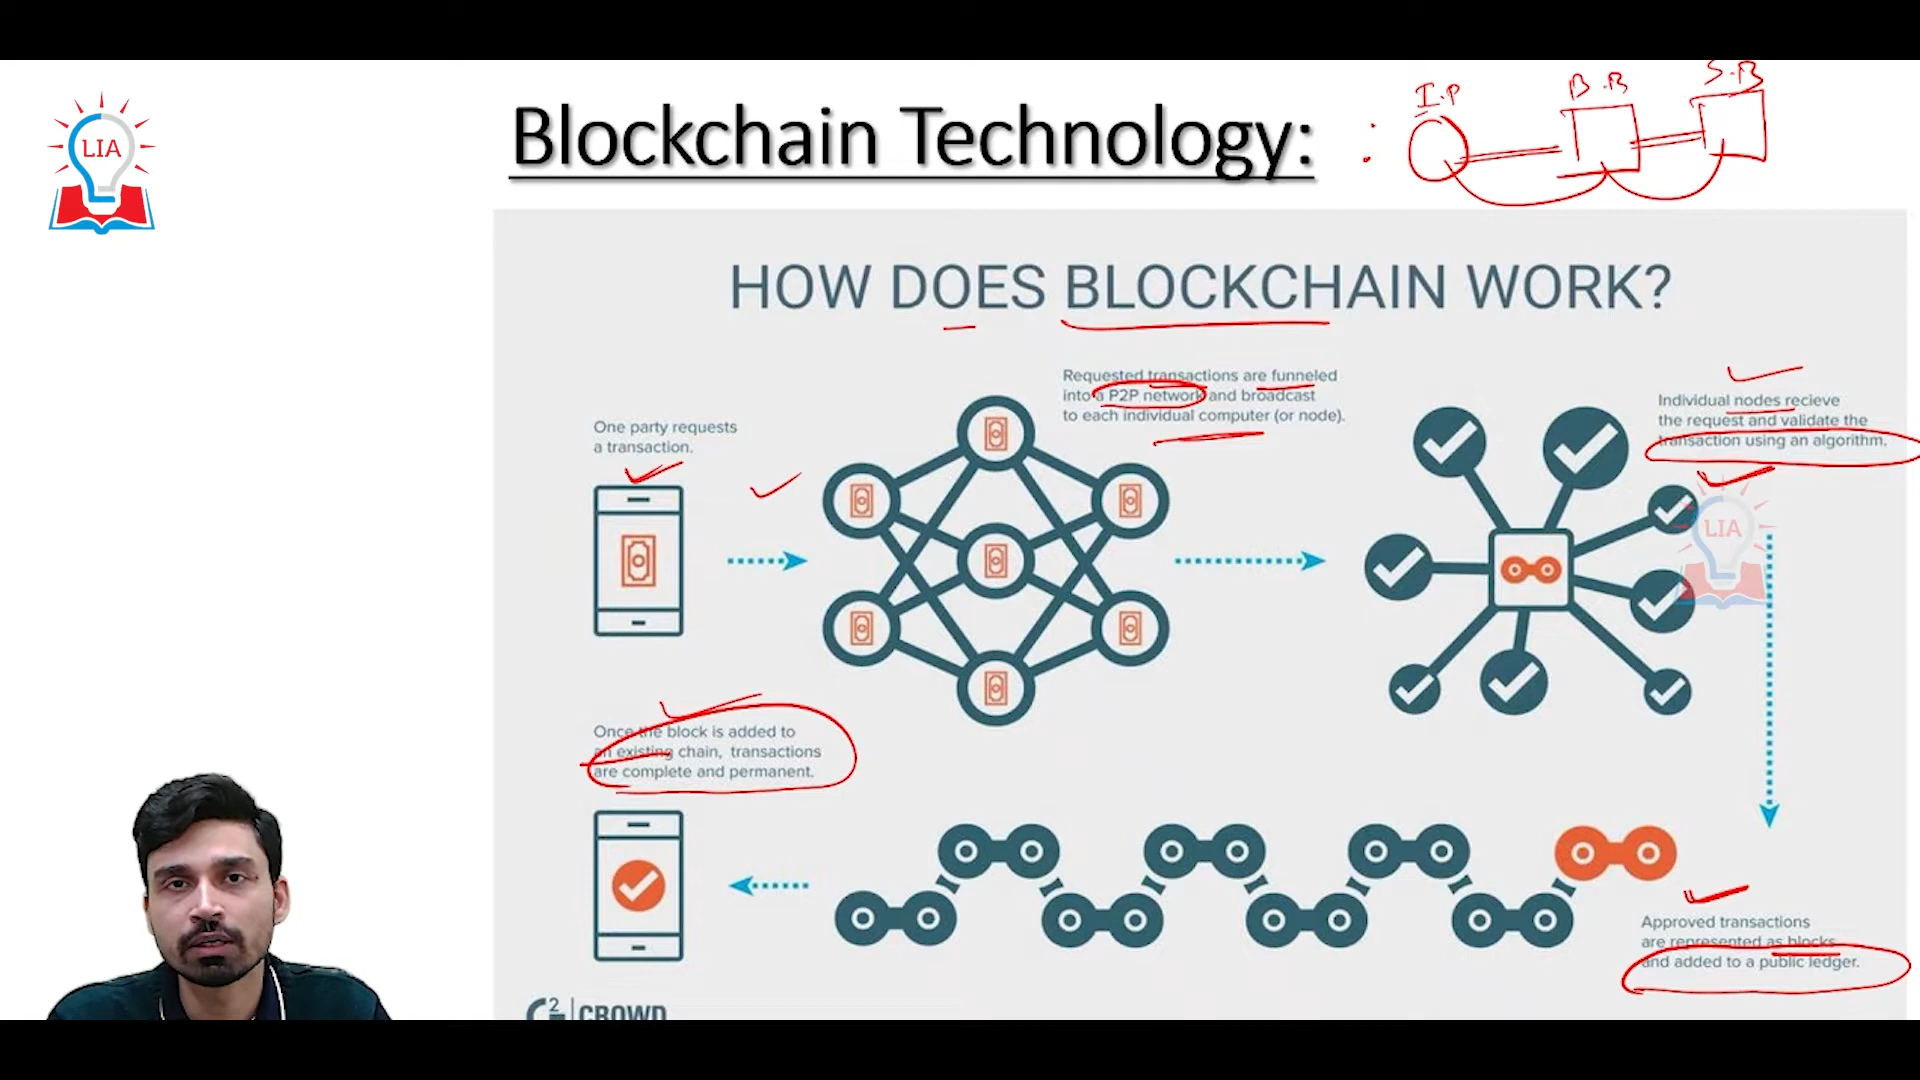 LIA
Blockchain Technology:
:
I.P
B.B
S.B
HOW DOES BLOCKCHAIN WORK?
One party requests
a transaction.
Requested transactions are funneled
into a P2P network and broadcast
to each individual computer (or node).
Individual nodes recieve
the request and validate the
transaction using an algorithm.
LIA
Once the block is added to
an existing chain, transactions
are complete and permanent.
Approved transactions
are represented as blocks
and added to a public ledger.
G2 | CROWD